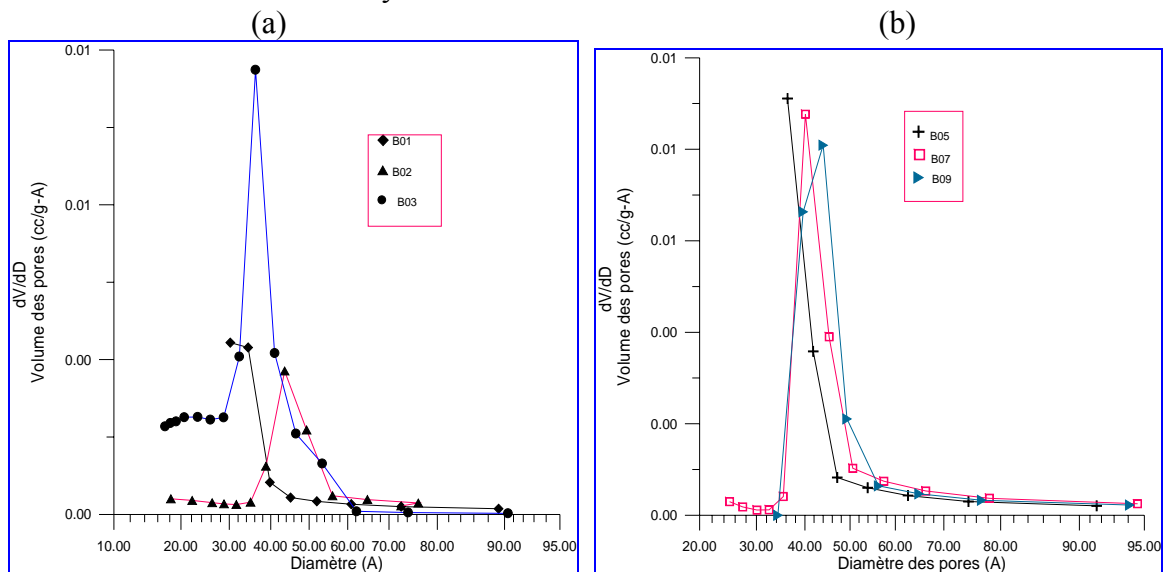 (a)
0.01
0.01
0.00
0.00
dV/dD
Volume des pores (cc/g-A)
B01
B02
B03
10.00 20.00 30.00 40.00 50.00 60.00 70.00 80.00 90.00 95.00
Diamètre (A)
(b)
0.01
0.01
0.01
0.00
0.00
0.00
dV/dD
Volume des pores (cc/g-A)
B05
B07
B09
20.00 30.00 40.00 50.00 60.00 70.00 80.00 90.00 95.00
Diamètre des pores (A)